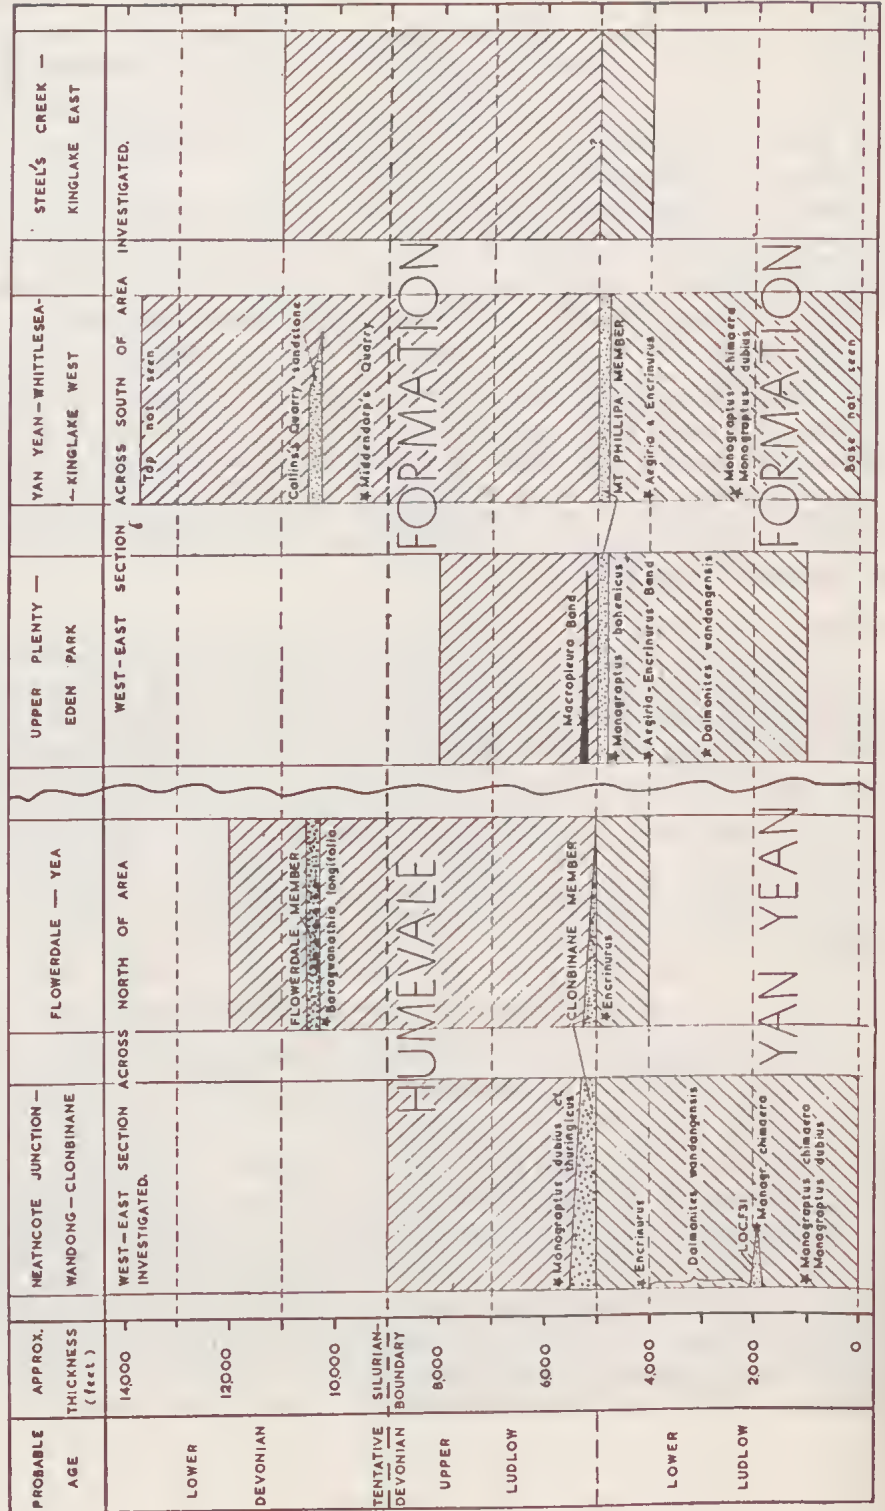 PROBABLE AGE
APPROX. THICKNESS (feet)
HEATHCOTE JUNCTION —
WANDONG — CLONBINANE
FLOWERDALE — YEA
UPPER PLENTY —
EDEN PARK
YAN YEAN — WHITTLESEA-
— KINGLAKE WEST
STEEL'S CREEK —
KINGLAKE EAST
WEST-EAST SECTION ACROSS NORTH OF AREA
INVESTIGATED.
WEST-EAST SECTION ACROSS SOUTH OF AREA INVESTIGATED.
14,000
12,000
10,000
8,000
6,000
4,000
2,000
0
LOWER
DEVONIAN
TENTATIVE SILURIAN-
DEVONIAN BOUNDARY
UPPER
LUDLOW
LOWER
LUDLOW
HUMEVALE FORMATION
YAN YEAN FORMATION
Monograptus dubius cf.
thuringicus
Encrinurus
Dalmanites wandongensis
LOC. F31
Monogr. chimaera
Monograptus chimaera
Monograptus dubius
FLOWERDALE MEMBER
Baragwanathia longifolia
CLONBINANE MEMBER
Encrinurus
Macropleura Band
Monograptus bohemicus
Aegiria-Encrinurus Band
Dalmanites wandongensis
Top not seen
Collins's Quarry sandstone
Middendorp's Quarry
MT PHILLIPA MEMBER
Aegiria & Encrinurus
Monograptus chimaera
Monograptus dubius
Base not seen
?